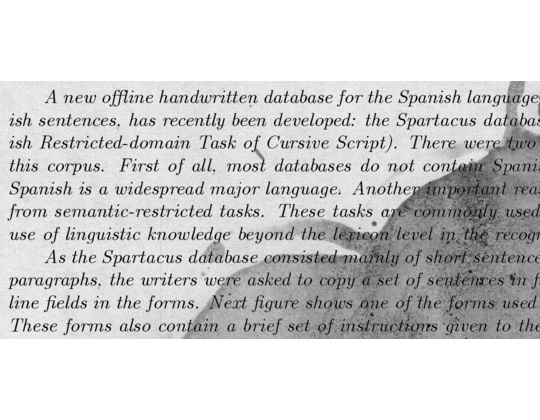 A new offline handwritten database for the Spanish language
ish sentences, has recently been developed: the Spartacus databas
ish Restricted-domain Task of Cursive Script). There were two
this corpus. First of all, most databases do not contain Spani
Spanish is a widespread major language. Another important rea
from semantic-restricted tasks. These tasks are commonly used
use of linguistic knowledge beyond the lexicon level in the recog
As the Spartacus database consisted mainly of short sentence
paragraphs, the writers were asked to copy a set of sentences in f
line fields in the forms. Next figure shows one of the forms used
These forms also contain a brief set of instructions given to the